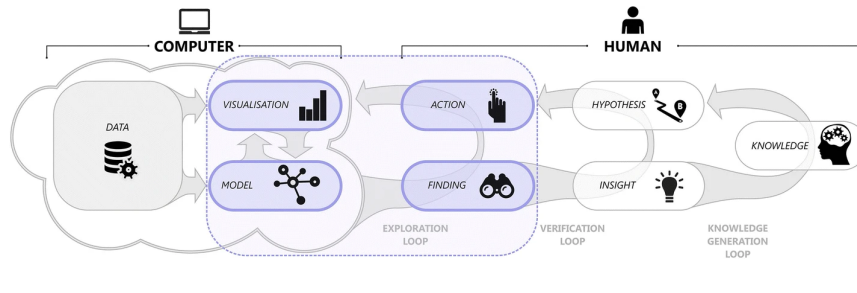 COMPUTER
HUMAN
DATA
VISUALISATION
MODEL
ACTION
FINDING
HYPOTHESIS
A
B
INSIGHT
KNOWLEDGE
EXPLORATION
LOOP
VERIFICATION
LOOP
KNOWLEDGE
GENERATION
LOOP